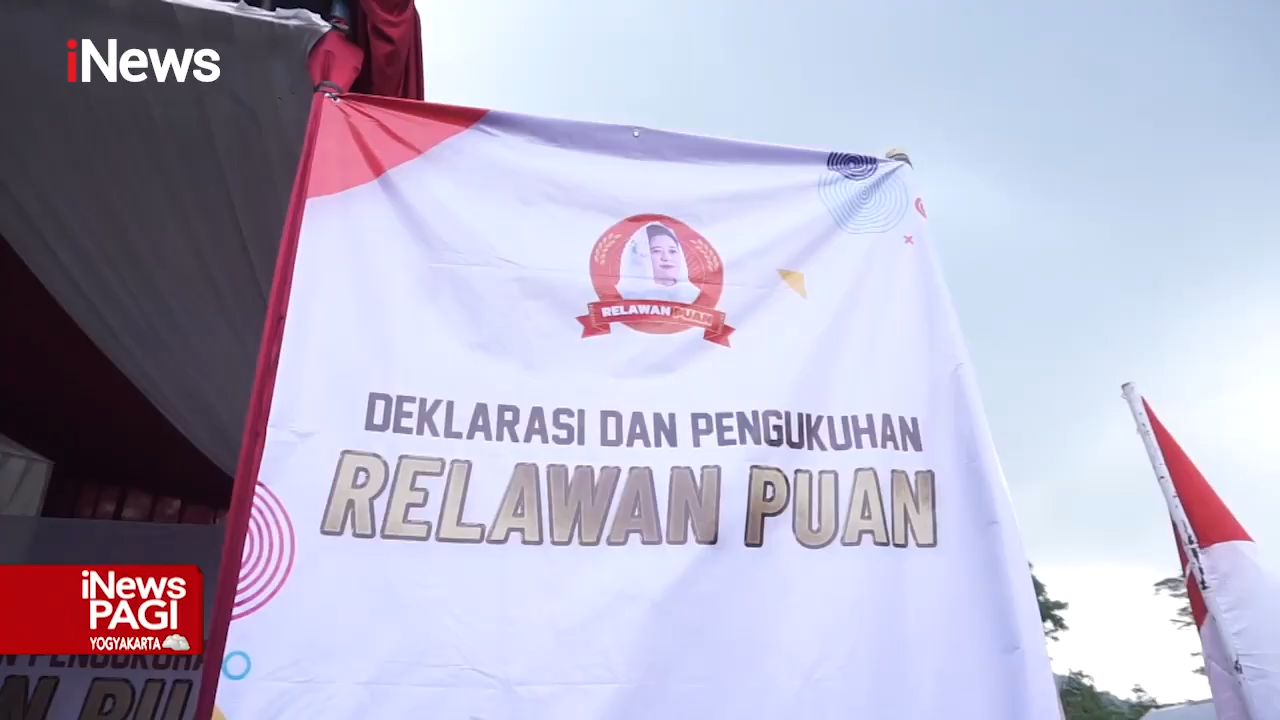 iNews
RELAWAN PUAN
DEKLARASI DAN PENGUKUHAN
RELAWAN PUAN
iNews
PAGI
YOGYAKARTA